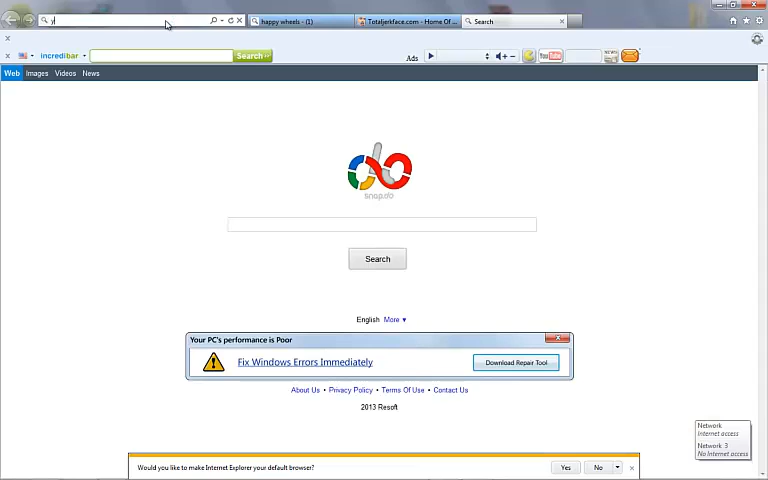 y
happy wheels - (1)
Totaljerkface.com - Home Of ...
Search
incredibar
Search
Ads
You Tube
NEWS
Web Images Videos News
snap.do
Search
English More ▾
Your PC's performance is Poor
Fix Windows Errors Immediately
Download Repair Tool
About Us • Privacy Policy • Terms Of Use • Contact Us
2013 Resoft
Network
Internet access
Network 3
No Internet access
Would you like to make Internet Explorer your default browser?
Yes
No